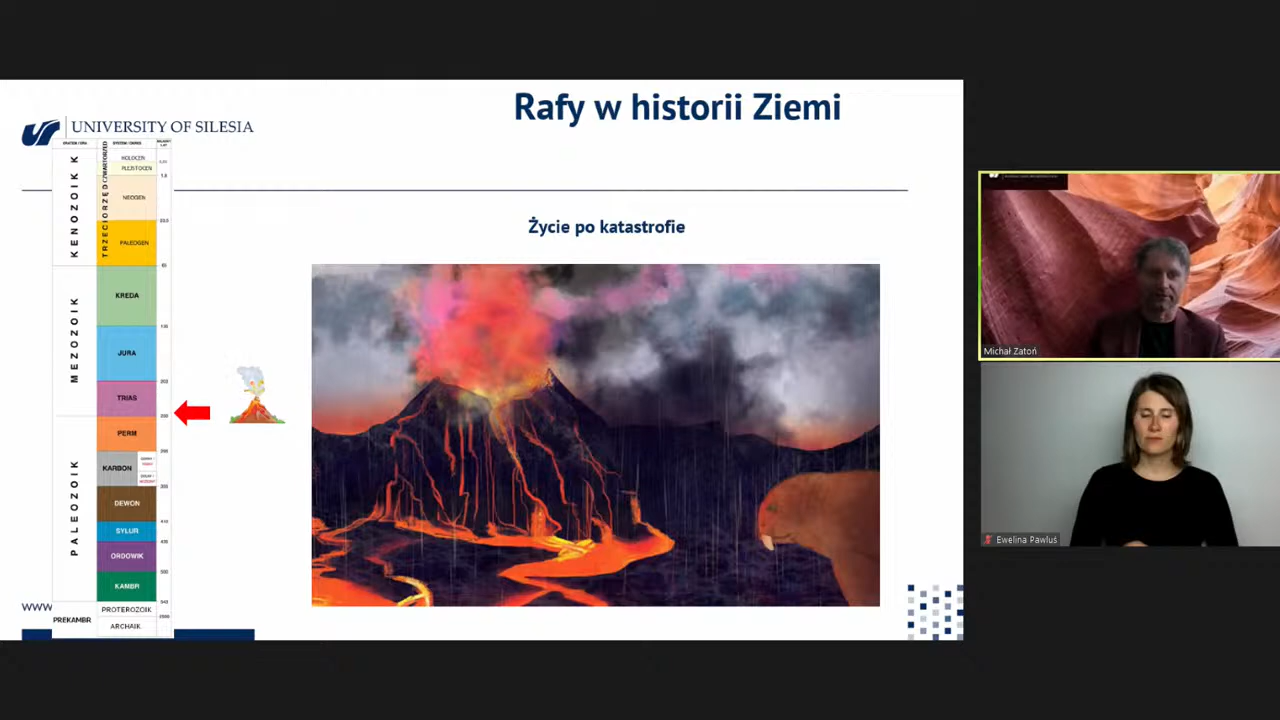 Rafy w historii Ziemi
UNIVERSITY OF SILESIA
Życie po katastrofie
KENOZOIK
TRZECIORZĘD
HOLOCEN
PLEJSTOCEN
NEOGEN
PALEOGEN
MEZOZOIK
KREDA
JURA
TRIAS
PALEOZOIK
PERM
KARBON
DEWON
SYLUR
ORDOWIK
KAMBR
PREKAMBR
PROTEROZOIK
ARCHAIK
www
Michał Zatoń
Ewelina Pawluś